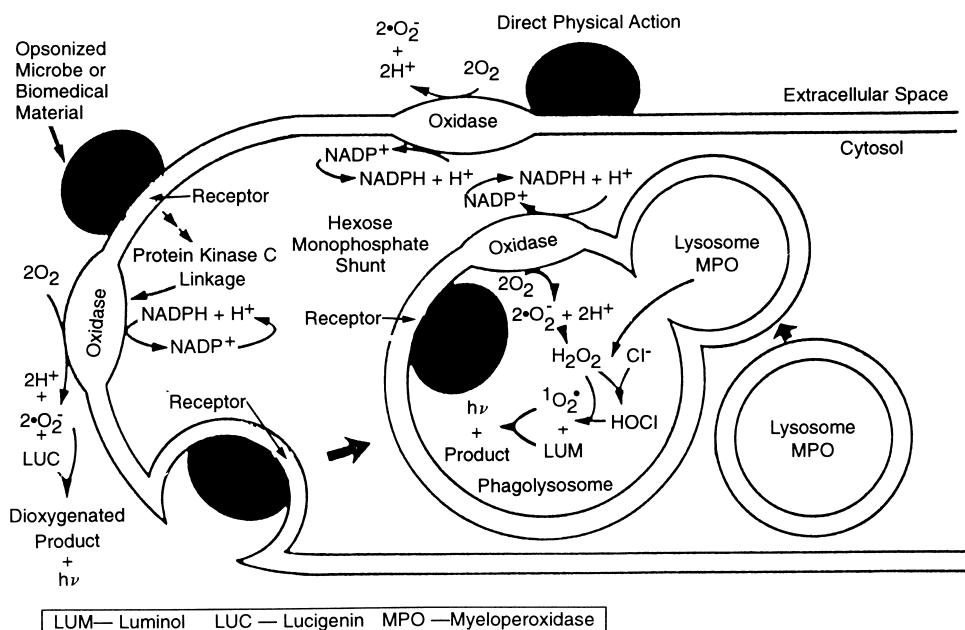 Direct Physical Action
2•O₂⁻
+
2H⁺
2O₂
Opsonized
Microbe or
Biomedical
Material
Oxidase
Extracellular Space
Cytosol
NADP⁺
NADPH + H⁺
NADPH + H⁺
NADP⁺
Receptor
Protein Kinase C
Linkage
Hexose
Monophosphate
Shunt
Oxidase
Lysosome
MPO
2O₂
Oxidase
NADPH + H⁺
NADP⁺
Receptor
2O₂
2•O₂⁻ + 2H⁺
H₂O₂
Cl⁻
2H⁺
+
2•O₂⁻
+
LUC
Receptor
hν
+
Product
¹O₂•
+
LUM
HOCl
Phagolysosome
Lysosome
MPO
Dioxygenated
Product
+
hν
LUM— Luminol LUC — Lucigenin MPO —Myeloperoxidase